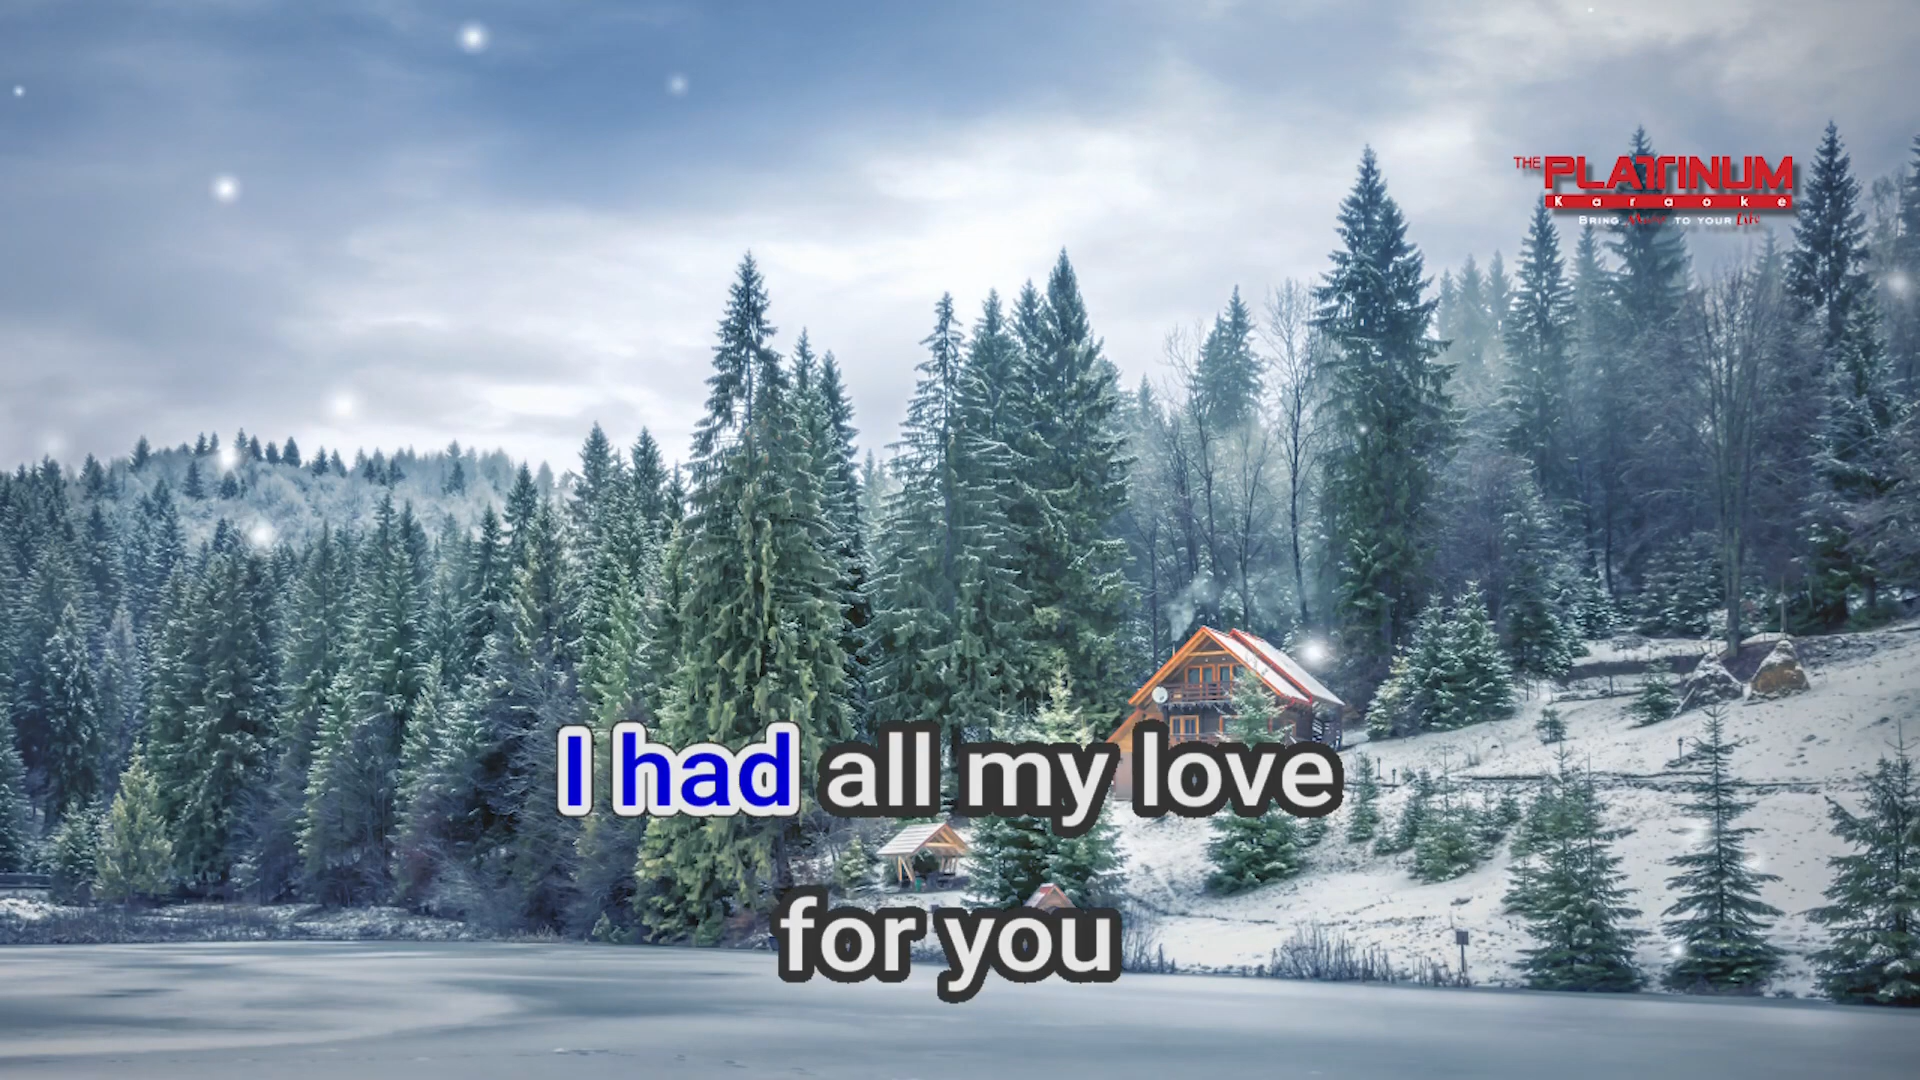 THE PLATINUM
Karaoke
BRING Music TO YOUR Life
I had all my love
for you